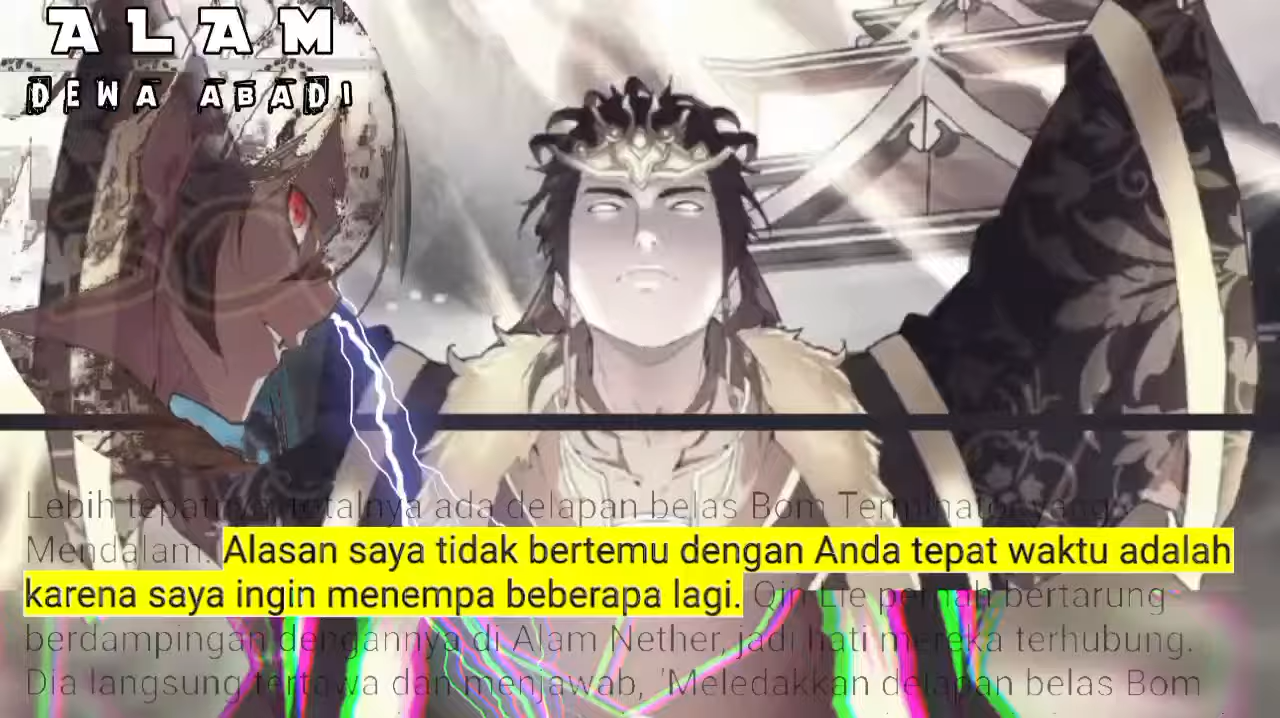 ALAM
DEWA ABADI
Lebih tepatnya, totalnya ada delapan belas Bom Terminator yang
Mendalam. Alasan saya tidak bertemu dengan Anda tepat waktu adalah
karena saya ingin menempa beberapa lagi. Qin Lie pernah bertarung
berdampingan dengannya di Alam Nether, jadi hati mereka terhubung.
Dia langsung tertawa dan menjawab, 'Meledakkan delapan belas Bom